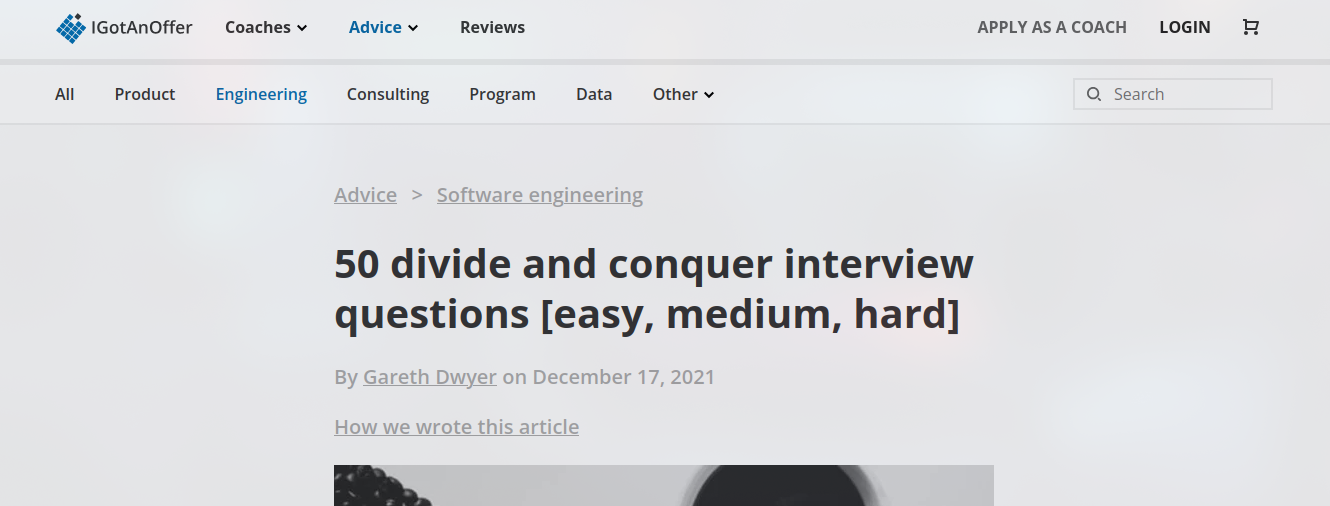 IGotAnOffer Coaches Advice Reviews APPLY AS A COACH LOGIN
All Product Engineering Consulting Program Data Other Search
Advice > Software engineering
50 divide and conquer interview
questions [easy, medium, hard]
By Gareth Dwyer on December 17, 2021
How we wrote this article